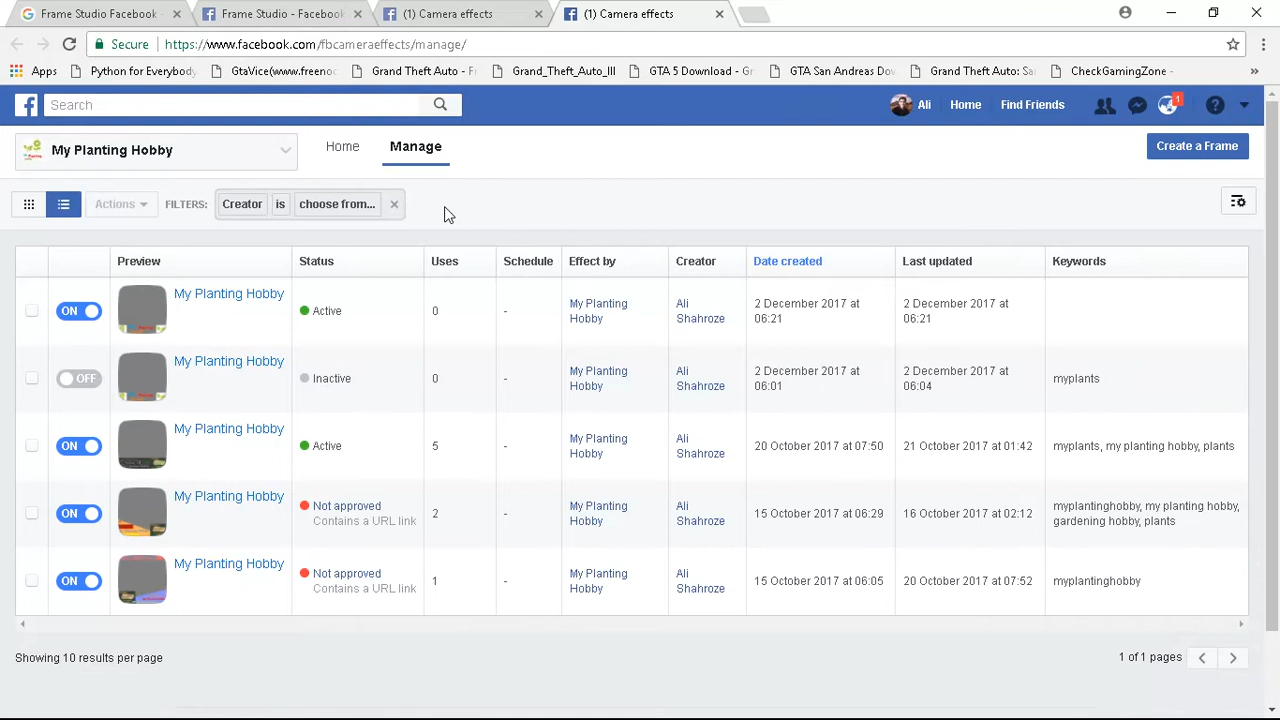 Frame Studio Facebook -
Frame Studio - Facebook
(1) Camera effects
(1) Camera effects
Secure
https://www.facebook.com/fbcameraeffects/manage/
Apps
Python for Everybody
GtaVice(www.freenoc
Grand Theft Auto - F
Grand_Theft_Auto_III
GTA 5 Download - Gr
GTA San Andreas Dow
Grand Theft Auto: Sa
CheckGamingZone -
»
Search
Ali
Home
Find Friends
1
My Planting Hobby
Home
Manage
Create a Frame
Actions
FILTERS:
Creator
is
choose from...
Preview
Status
Uses
Schedule
Effect by
Creator
Date created
Last updated
Keywords
ON
My Planting Hobby
Active
0
-
My Planting
Hobby
Ali
Shahroze
2 December 2017 at
06:21
2 December 2017 at
06:21
OFF
My Planting Hobby
Inactive
0
-
My Planting
Hobby
Ali
Shahroze
2 December 2017 at
06:01
2 December 2017 at
06:04
myplants
ON
My Planting Hobby
Active
5
-
My Planting
Hobby
Ali
Shahroze
20 October 2017 at 07:50
21 October 2017 at 01:42
myplants, my planting hobby, plants
ON
My Planting Hobby
Not approved
Contains a URL link
2
-
My Planting
Hobby
Ali
Shahroze
15 October 2017 at 06:29
16 October 2017 at 02:12
myplantinghobby, my planting hobby,
gardening hobby, plants
ON
My Planting Hobby
Not approved
Contains a URL link
1
-
My Planting
Hobby
Ali
Shahroze
15 October 2017 at 06:05
20 October 2017 at 07:52
myplantinghobby
Showing 10 results per page
1 of 1 pages